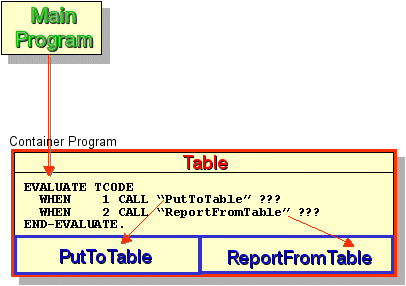 Main
Program
Container Program
Table
EVALUATE TCODE
WHEN 1 CALL “PutToTable” ???
WHEN 2 CALL “ReportFromTable” ???
END-EVALUATE.
PutToTable ReportFromTable